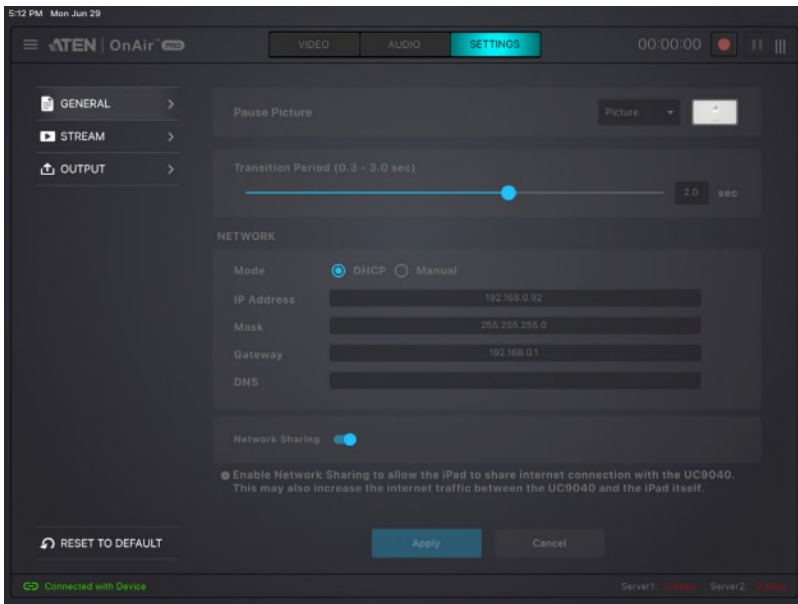 5:12 PM Mon Jun 29
ATEN OnAir™ PRO
VIDEO
AUDIO
SETTINGS
00:00:00
GENERAL
STREAM
OUTPUT
Pause Picture
Picture
Transition Period (0.3 - 3.0 sec)
2.0 sec
NETWORK
Mode DHCP Manual
IP Address 192.168.0.92
Mask 255.255.255.0
Gateway 192.168.0.1
DNS
Network Sharing
Enable Network Sharing to allow the iPad to share internet connection with the UC9040.
This may also increase the internet traffic between the UC9040 and the iPad itself.
RESET TO DEFAULT
Apply
Cancel
Connected with Device
Server1:
Server2: